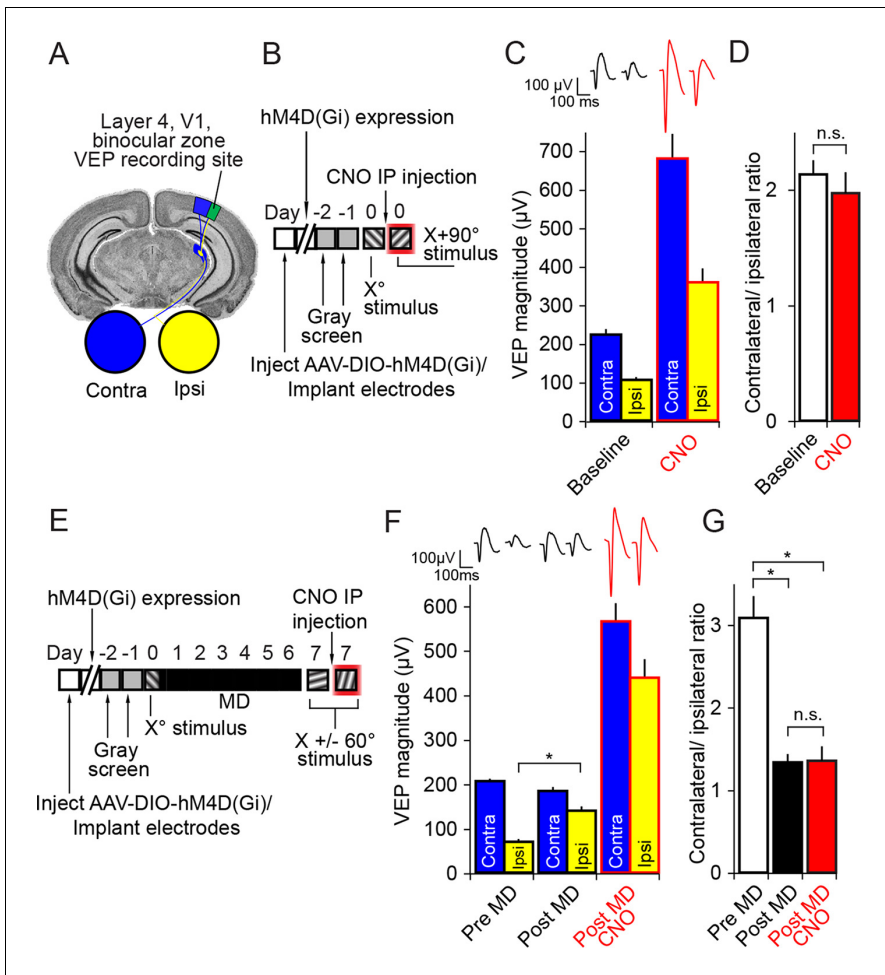 A
Layer 4, V1,
binocular zone
VEP recording site
Contra
Ipsi
B
hM4D(Gi) expression
CNO IP injection
Day
-2
-1
0
0
X+90°
stimulus
X°
stimulus
Gray
screen
Inject AAV-DIO-hM4D(Gi)/
Implant electrodes
C
100 µV
100 ms
VEP magnitude (µV)
700
600
500
400
300
200
100
0
Contra
Ipsi
Contra
Ipsi
Baseline
CNO
D
n.s.
Contralateral/ ipsilateral ratio
2
1
0
Baseline
CNO
E
hM4D(Gi) expression
CNO IP
injection
Day
-2
-1
0
1
2
3
4
5
6
7
7
MD
X° stimulus
X +/- 60°
stimulus
Gray
screen
Inject AAV-DIO-hM4D(Gi)/
Implant electrodes
F
100µV
100ms
VEP magnitude (µV)
600
500
400
300
200
100
0
*
Contra
Ipsi
Contra
Ipsi
Contra
Ipsi
Pre MD
Post MD
Post MD
CNO
G
*
*
n.s.
Contralateral/ ipsilateral ratio
3
2
1
0
Pre MD
Post MD
Post MD
CNO